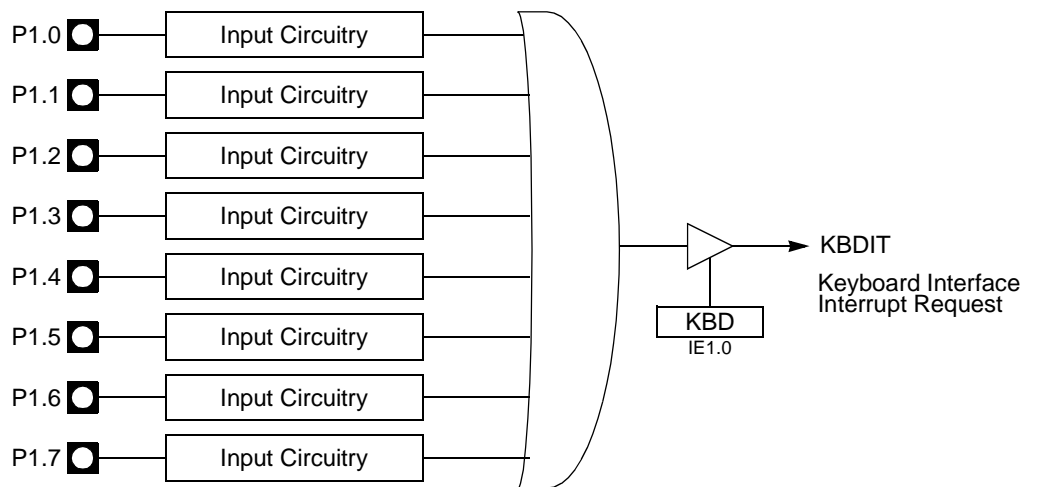 P1.0 Input Circuitry
P1.1 Input Circuitry
P1.2 Input Circuitry
P1.3 Input Circuitry
P1.4 Input Circuitry
P1.5 Input Circuitry
P1.6 Input Circuitry
P1.7 Input Circuitry
KBDIT
Keyboard Interface
Interrupt Request
KBD
IE1.0